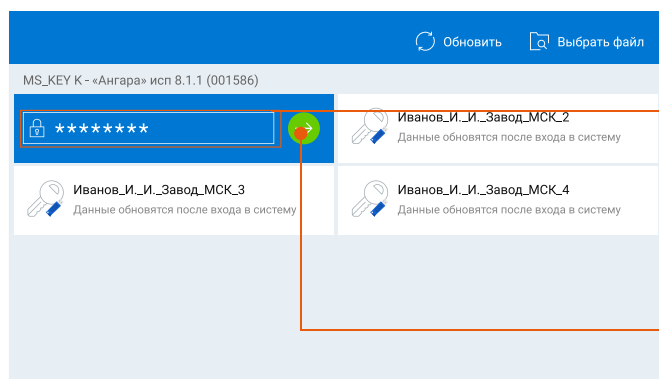 Обновить
Выбрать файл
MS_KEY K - «Ангара» исп 8.1.1 (001586)
********
Иванов_И._И._Завод_МСК_2
Данные обновятся после входа в систему
Иванов_И._И._Завод_МСК_3
Данные обновятся после входа в систему
Иванов_И._И._Завод_МСК_4
Данные обновятся после входа в систему